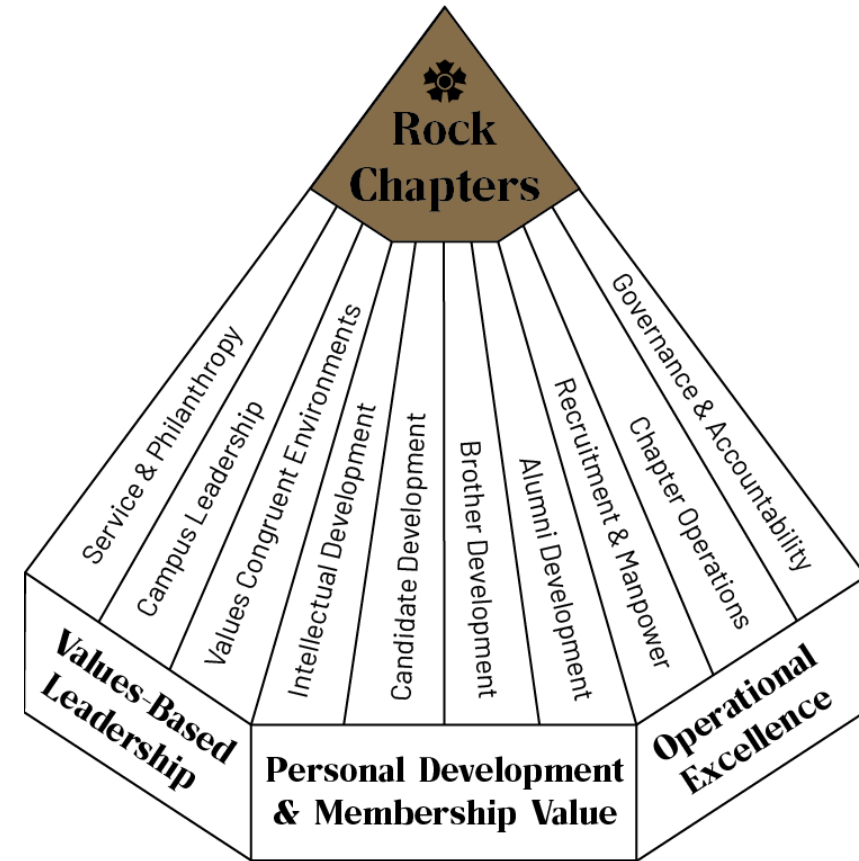 Rock
Chapters
Service & Philanthropy
Campus Leadership
Values Congruent Environments
Intellectual Development
Candidate Development
Brother Development
Alumni Development
Recruitment & Manpower
Chapter Operations
Governance & Accountability
Values-Based
Leadership
Personal Development
& Membership Value
Operational
Excellence